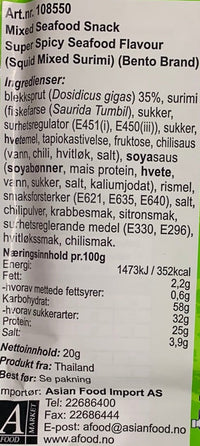 Art.nr. 108550
Mixed Seafood Snack
Super Spicy Seafood Flavour
(Squid Mixed Surimi) (Bento Brand)
Ingredienser:
blekksprut (Dosidicus gigas) 35%, surimi
(fiskefarse (Saurida Tumbil), sukker,
surhetsregulator (E451(i), E450(iii)), sukker,
hvetemel, tapiokastivelse, fruktose, chilisaus
(vann, chili, hvitløk, salt), soyasaus
(soyabønner, mais protein, hvete,
vann, sukker, salt, kaliumjodat), rismel,
smaksforsterker (E621, E635, E640), salt,
chilipulver, krabbesmak, sitronsmak,
surhetsreglerande medel (E330, E296),
hvitløkssmak, chilismak.
Næringsinnhold pr.100g
Energi: 1473kJ / 352kcal
Fett: 2,2g
-hvorav mettede fettsyrer: 0,6g
Karbohydrat: 58g
-hvorav sukkerarter: 32g
Protein: 25g
Salt: 3,9g
Nettoinnhold: 20g
Produkt fra: Thailand
Best før: Se pakning
Importør: Asian Food Import AS
A FOOD MARKET
Tel: 22686400
Fax: 22686444
E-post: afood@asianfood.no
www.afood.no